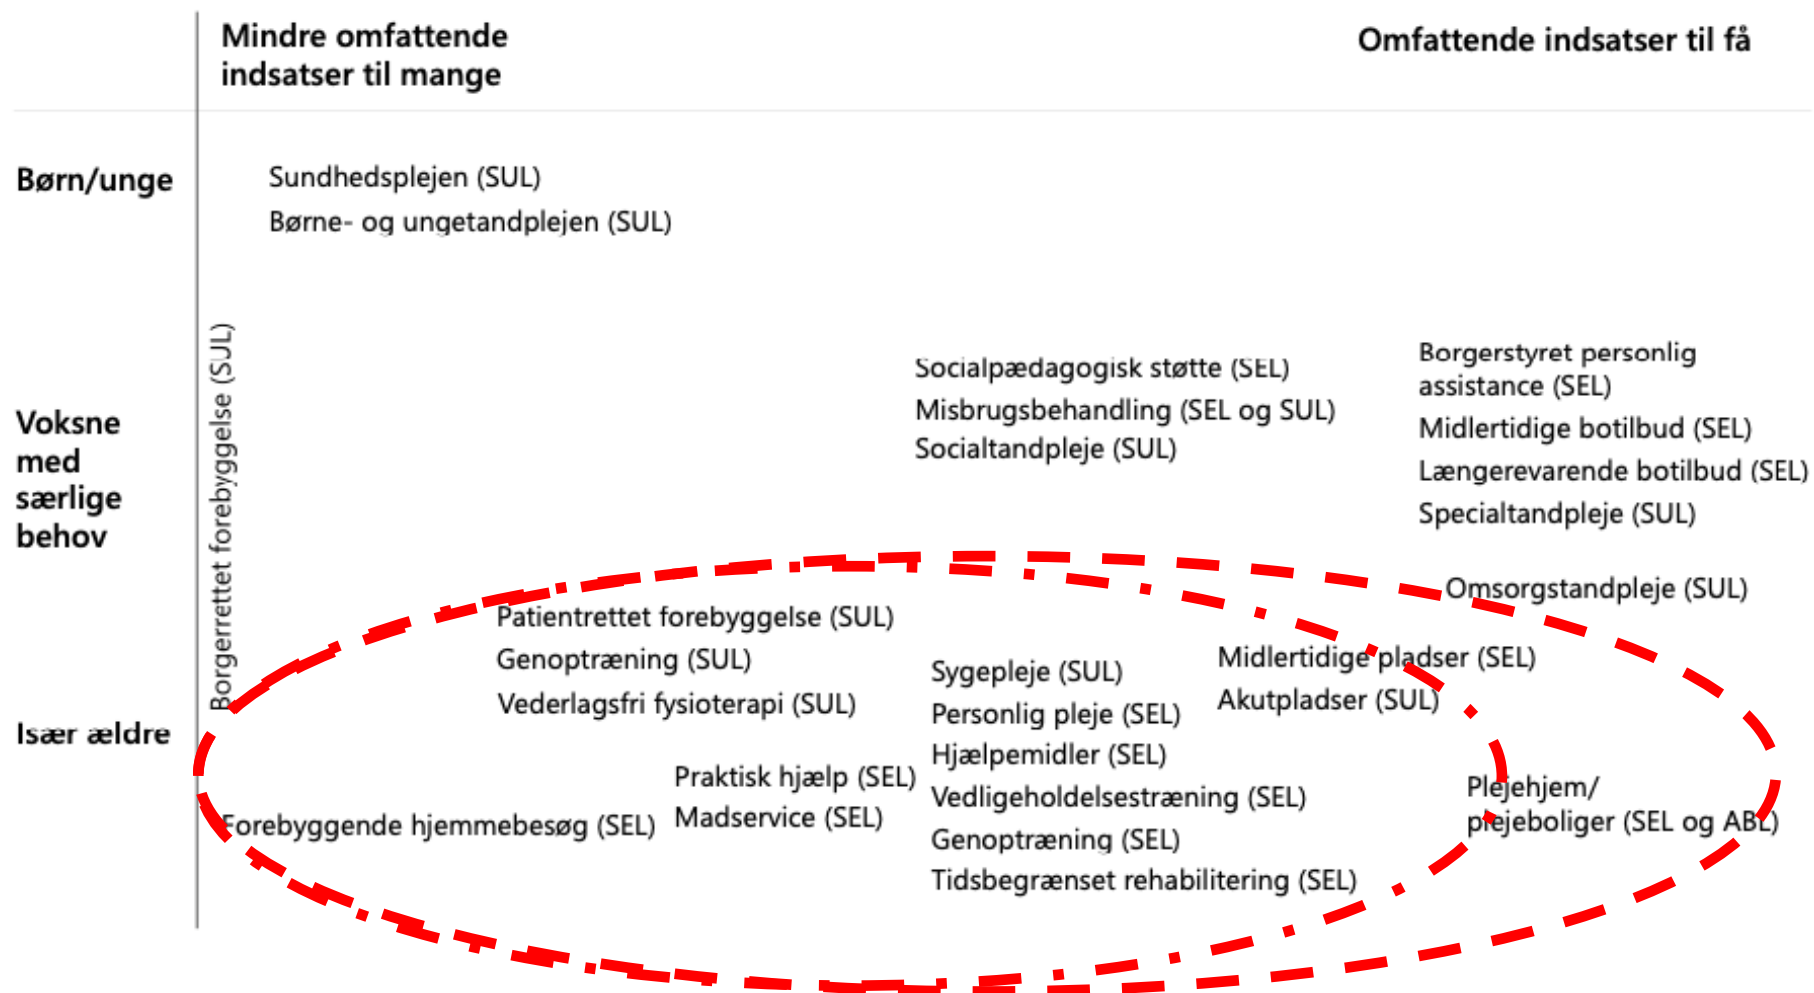 Mindre omfattende
indsatser til mange
Omfattende indsatser til få
Børn/unge
Sundhedsplejen (SUL)
Børne- og ungetandplejen (SUL)
Borgerrettet forebyggelse (SUL)
Voksne
med
særlige
behov
Socialpædagogisk støtte (SEL)
Misbrugsbehandling (SEL og SUL)
Socialtandpleje (SUL)
Borgerstyret personlig
assistance (SEL)
Midlertidige botilbud (SEL)
Længerevarende botilbud (SEL)
Specialtandpleje (SUL)
Omsorgstandpleje (SUL)
Især ældre
Patientrettet forebyggelse (SUL)
Genoptræning (SUL)
Vederlagsfri fysioterapi (SUL)
Forebyggende hjemmebesøg (SEL)
Praktisk hjælp (SEL)
Madservice (SEL)
Sygepleje (SUL)
Personlig pleje (SEL)
Hjælpemidler (SEL)
Vedligeholdelsestræning (SEL)
Genoptræning (SEL)
Tidsbegrænset rehabilitering (SEL)
Midlertidige pladser (SEL)
Akutpladser (SUL)
Plejehjem/
plejeboliger (SEL og ABL)